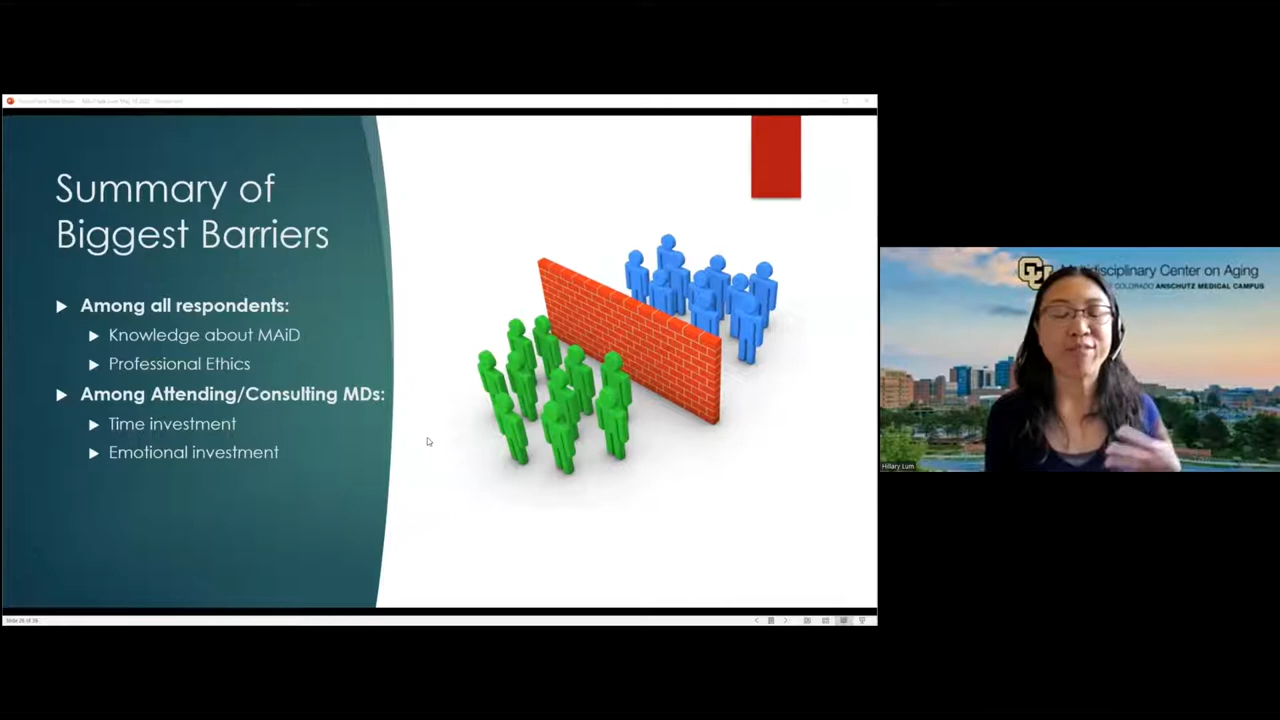 Summary of
Biggest Barriers
Among all respondents:
Knowledge about MAiD
Professional Ethics
Among Attending/Consulting MDs:
Time investment
Emotional investment
Multidisciplinary Center on Aging
COLORADO ANSCHUTZ MEDICAL CAMPUS
Hillary Lum